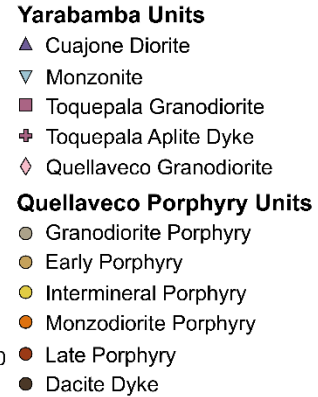 Yarabamba Units
Cuajone Diorite
Monzonite
Toquepala Granodiorite
Toquepala Aplite Dyke
Quellaveco Granodiorite
Quellaveco Porphyry Units
Granodiorite Porphyry
Early Porphyry
Intermineral Porphyry
Monzodiorite Porphyry
Late Porphyry
Dacite Dyke